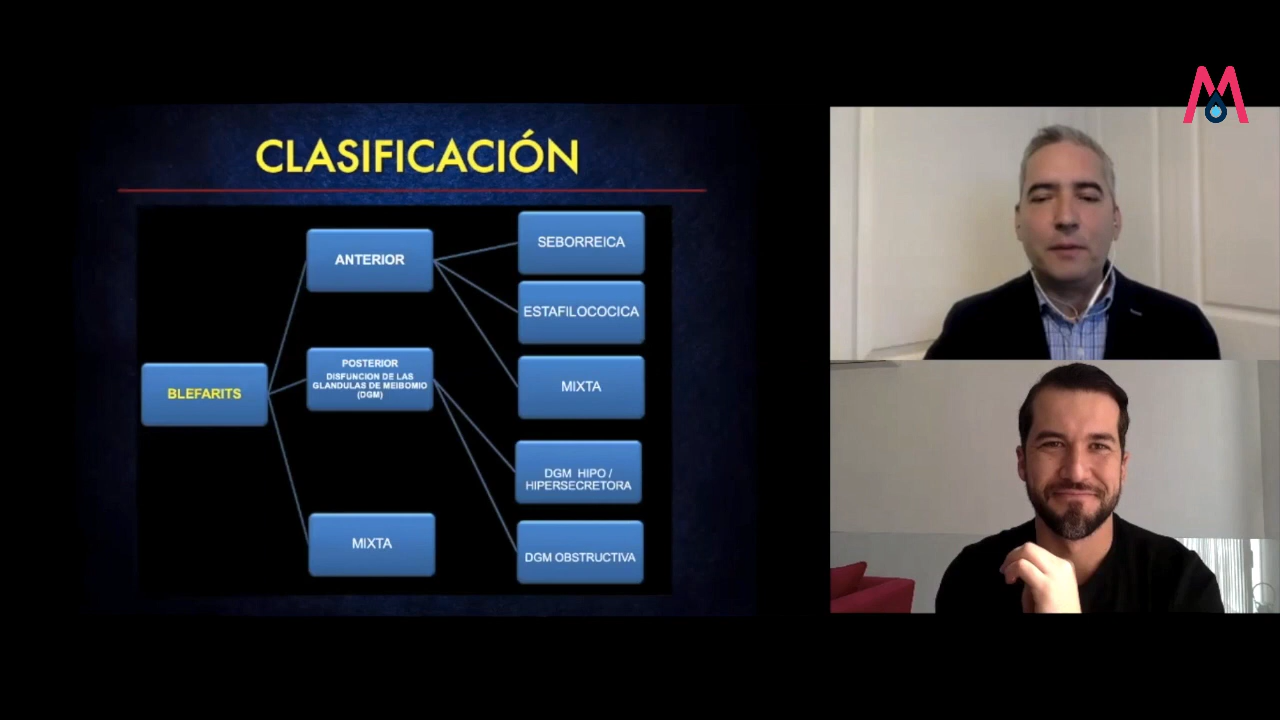 CLASIFICACIÓN
BLEFARITS
ANTERIOR
POSTERIOR
DISFUNCION DE LAS
GLANDULAS DE MEIBOMIO
(DGM)
MIXTA
SEBORREICA
ESTAFILOCOCICA
MIXTA
DGM HIPO /
HIPERSECRETORA
DGM OBSTRUCTIVA
M